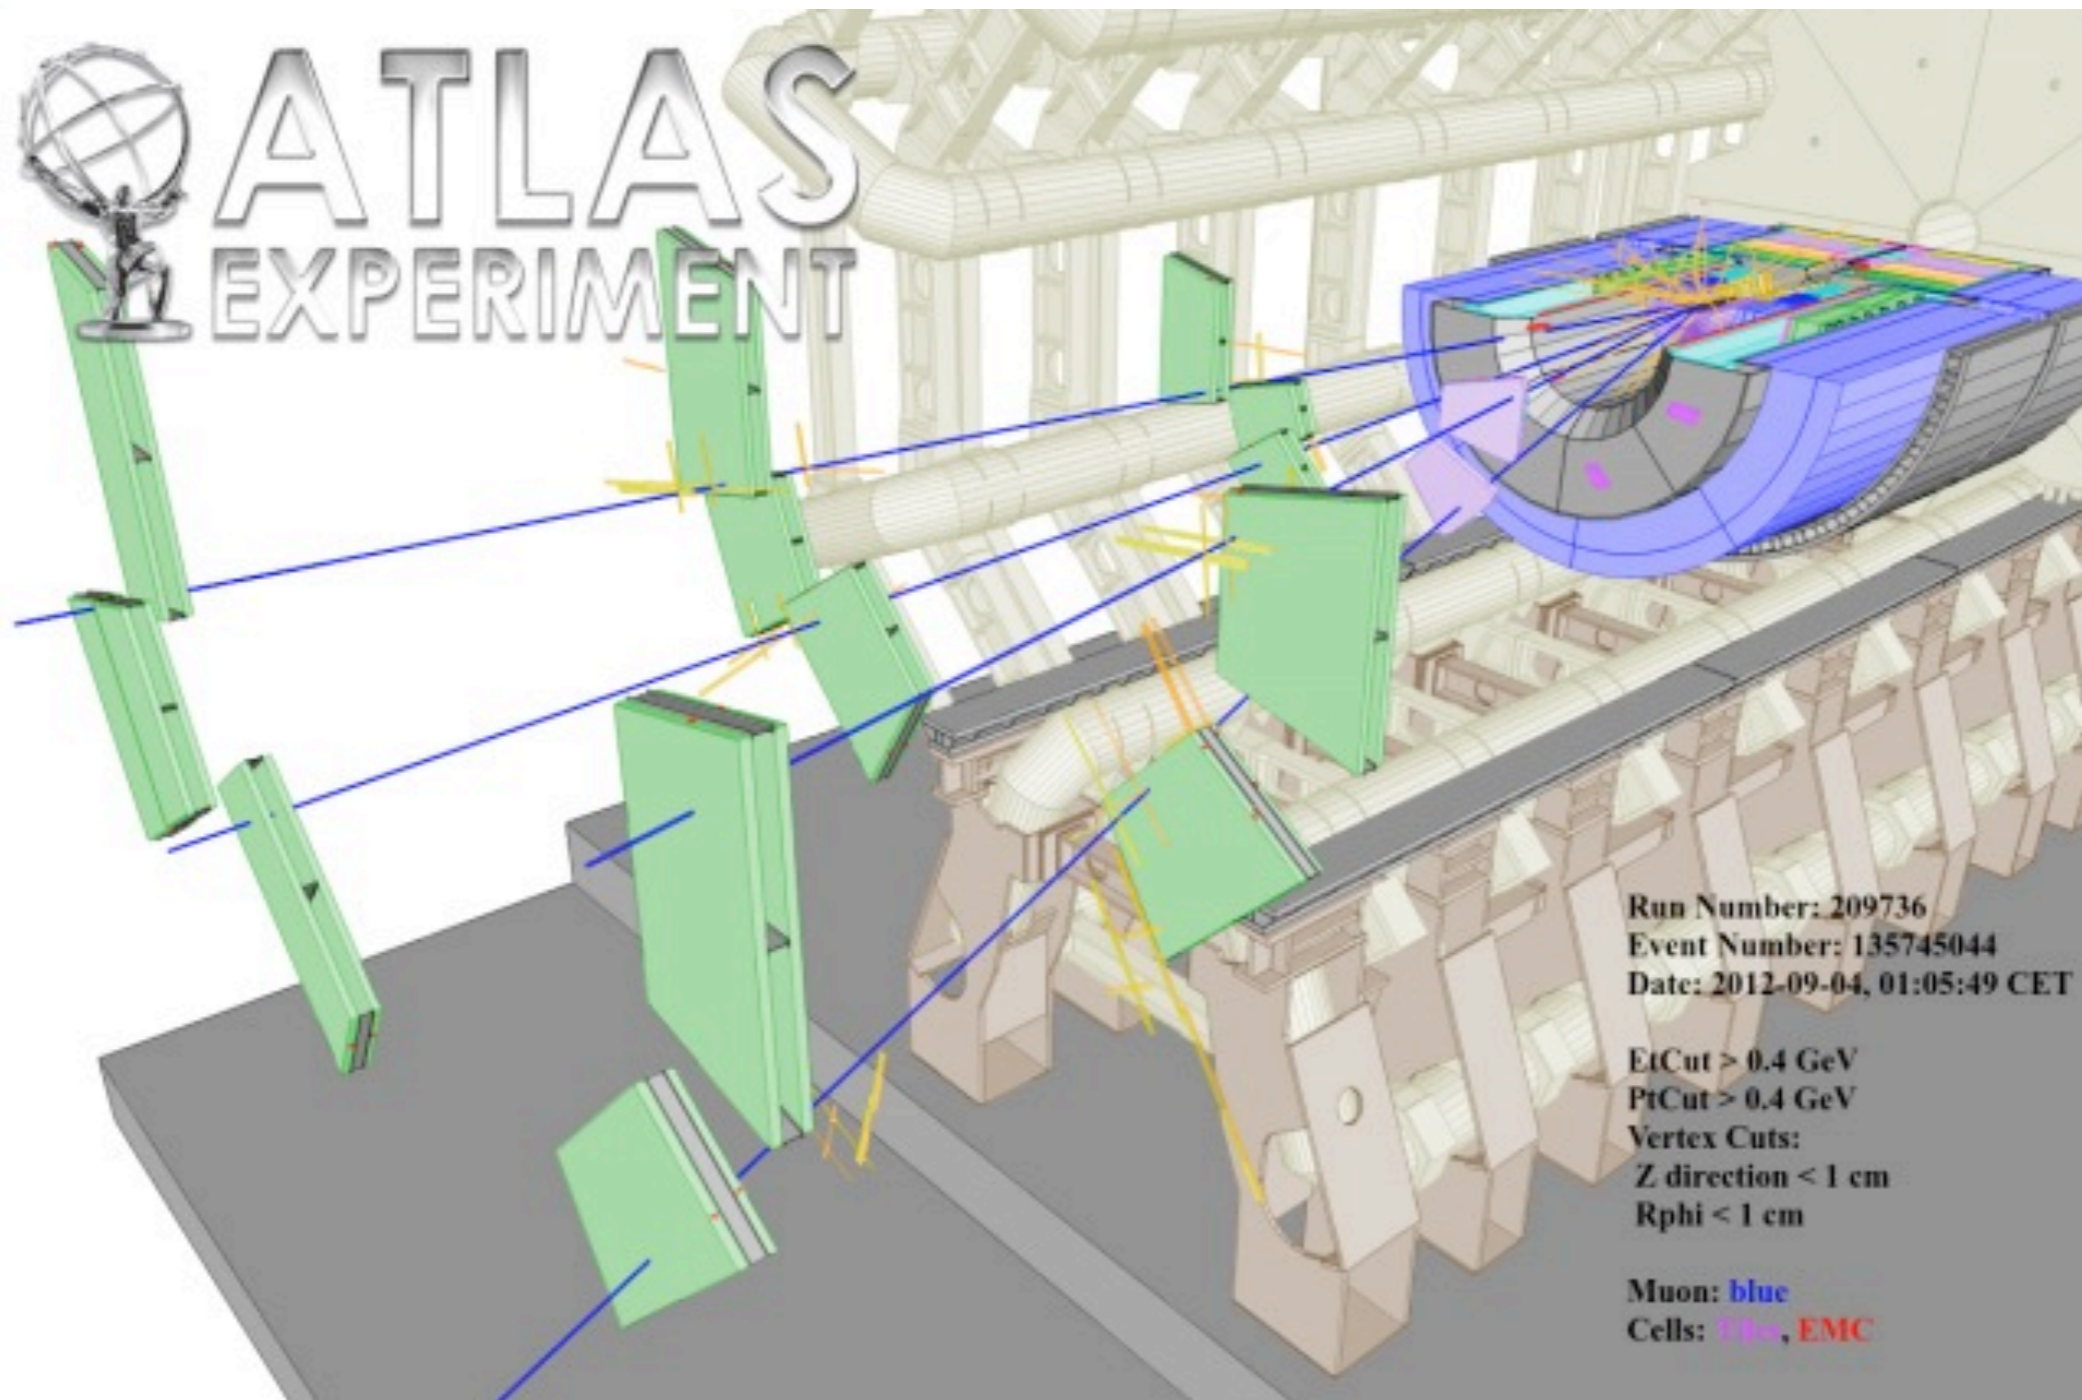 ATLAS
EXPERIMENT
Run Number: 209736
Event Number: 135745044
Date: 2012-09-04, 01:05:49 CET
EtCut > 0.4 GeV
PtCut > 0.4 GeV
Vertex Cuts:
Z direction < 1 cm
Rphi < 1 cm
Muon: blue
Cells: Tiles, EMC